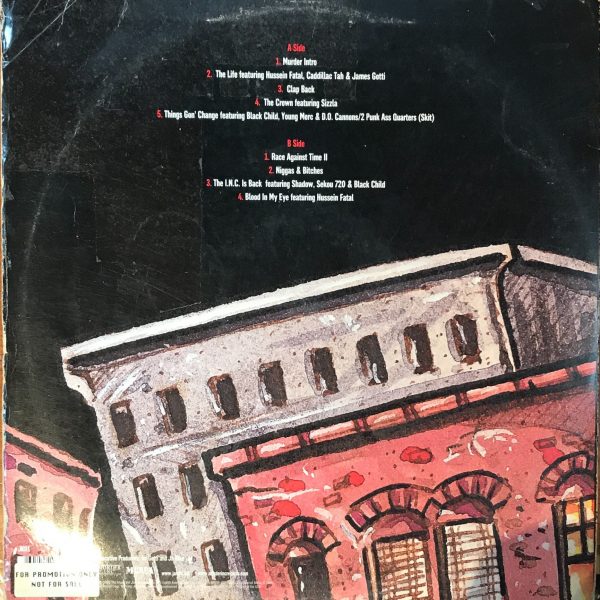 A Side
1. Murder Intro
2. The Life featuring Hussein Fatal, Caddillac Tah & James Gotti
3. Clap Back
4. The Crown featuring Sizzla
5. Things Gon' Change featuring Black Child, Young Merc & D.O. Cannons/2 Punk Ass Quarters (Skit)
B Side
1. Race Against Time II
2. Niggas & Bitches
3. The I.N.C. Is Back featuring Shadow, Sekou 720 & Black Child
4. Blood In My Eye featuring Hussein Fatal
FOR PROMOTION ONLY
NOT FOR SALE